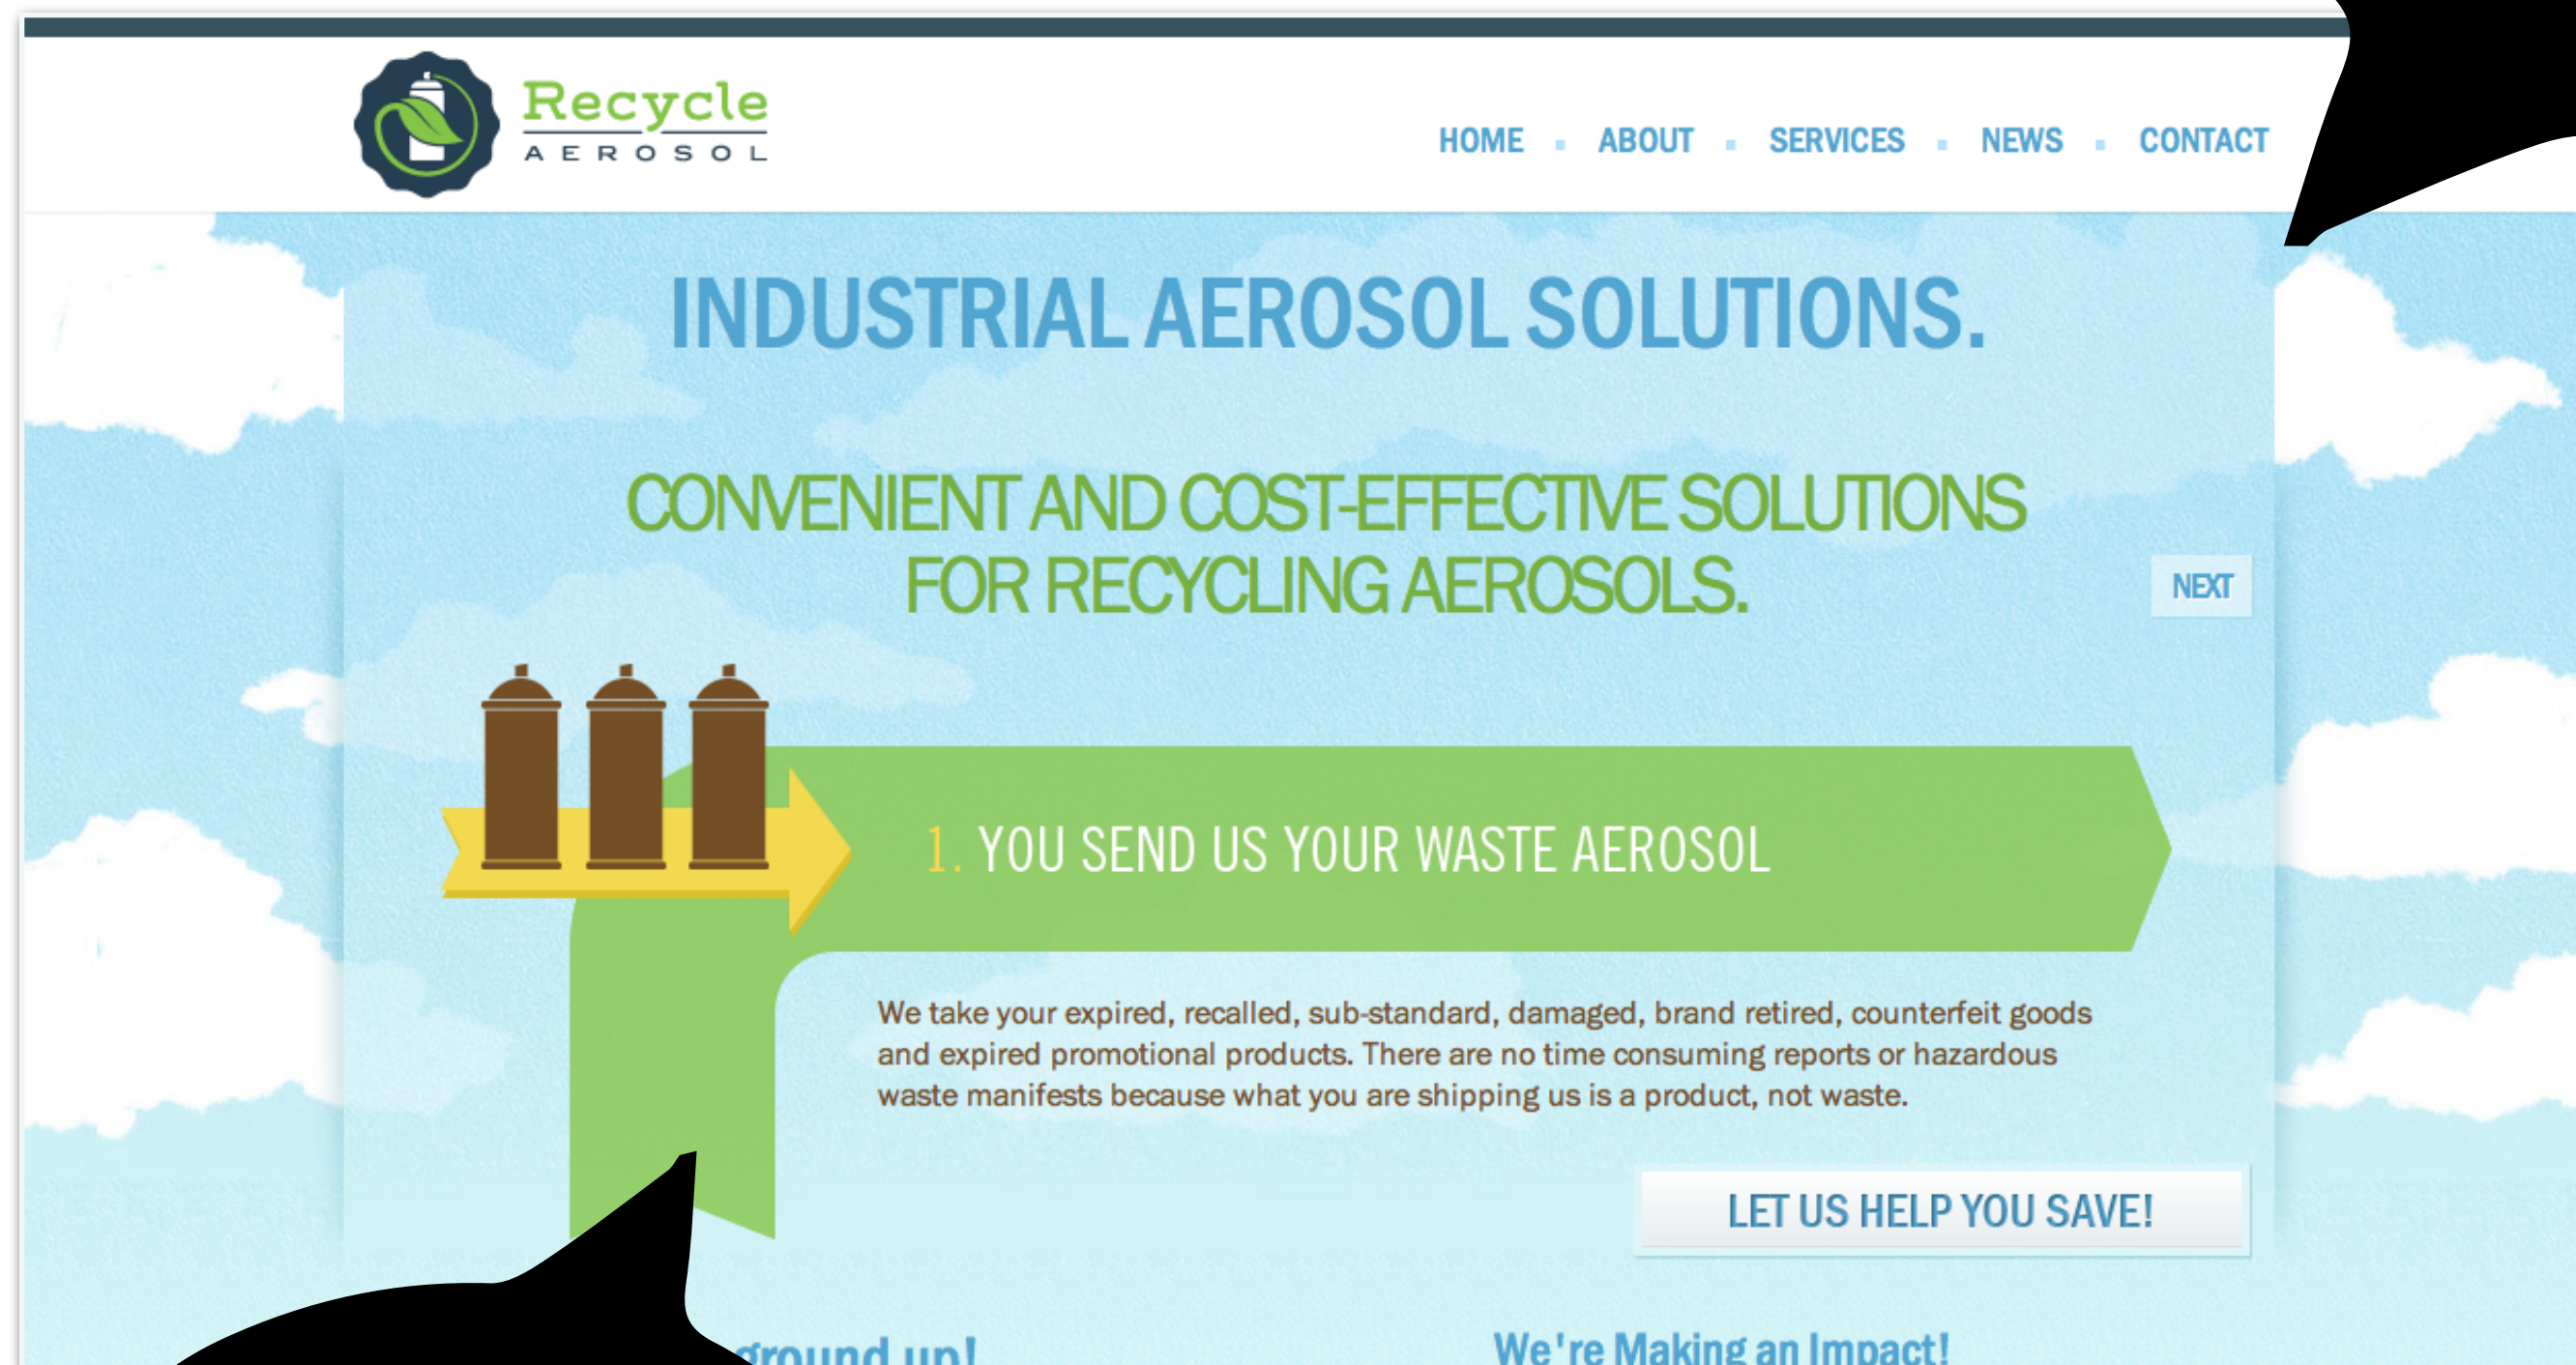 Recycle
AEROSOL
HOME ▪ ABOUT ▪ SERVICES ▪ NEWS ▪ CONTACT
INDUSTRIAL AEROSOL SOLUTIONS.
CONVENIENT AND COST-EFFECTIVE SOLUTIONS
FOR RECYCLING AEROSOLS.
NEXT
1. YOU SEND US YOUR WASTE AEROSOL
We take your expired, recalled, sub-standard, damaged, brand retired, counterfeit goods
and expired promotional products. There are no time consuming reports or hazardous
waste manifests because what you are shipping us is a product, not waste.
LET US HELP YOU SAVE!
ground up!
We're Making an Impact!